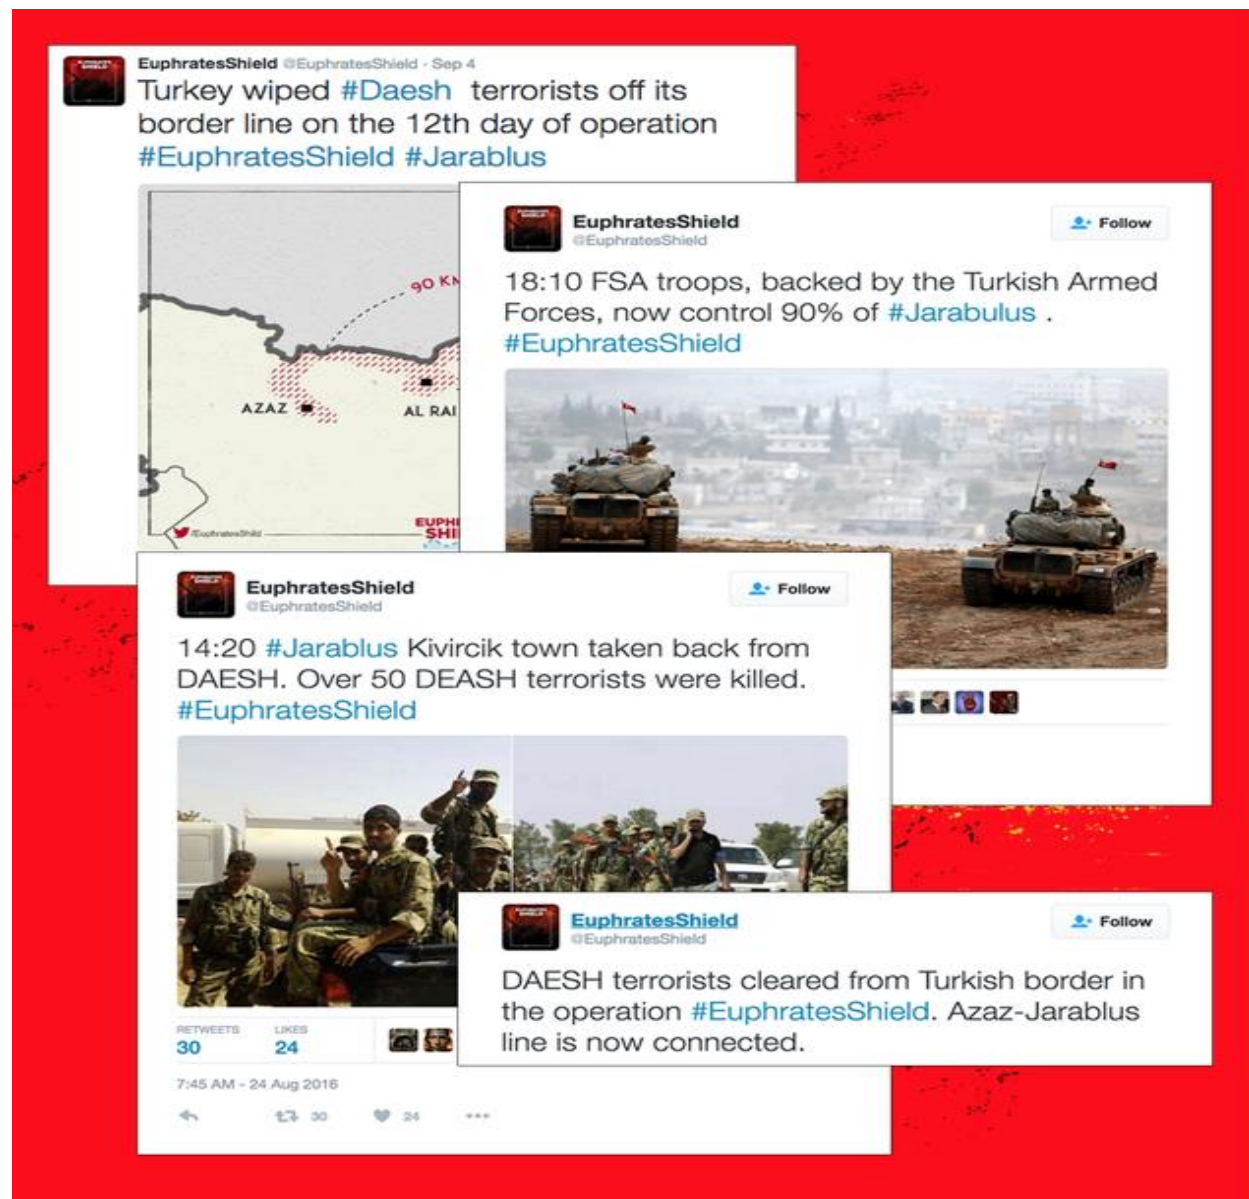 EuphratesShield @EuphratesShield · Sep 4
Turkey wiped #Daesh terrorists off its
border line on the 12th day of operation
#EuphratesShield #Jarablus
90 KM
AZAZ
AL RAI
EUPH
SHI
EuphratesShield
@EuphratesShield
Follow
18:10 FSA troops, backed by the Turkish Armed
Forces, now control 90% of #Jarabulus .
#EuphratesShield
EuphratesShield
@EuphratesShield
Follow
14:20 #Jarablus Kivircik town taken back from
DAESH. Over 50 DEASH terrorists were killed.
#EuphratesShield
RETWEETS LIKES
30 24
7:45 AM - 24 Aug 2016
30 24
EuphratesShield
@EuphratesShield
Follow
DAESH terrorists cleared from Turkish border in
the operation #EuphratesShield. Azaz-Jarablus
line is now connected.